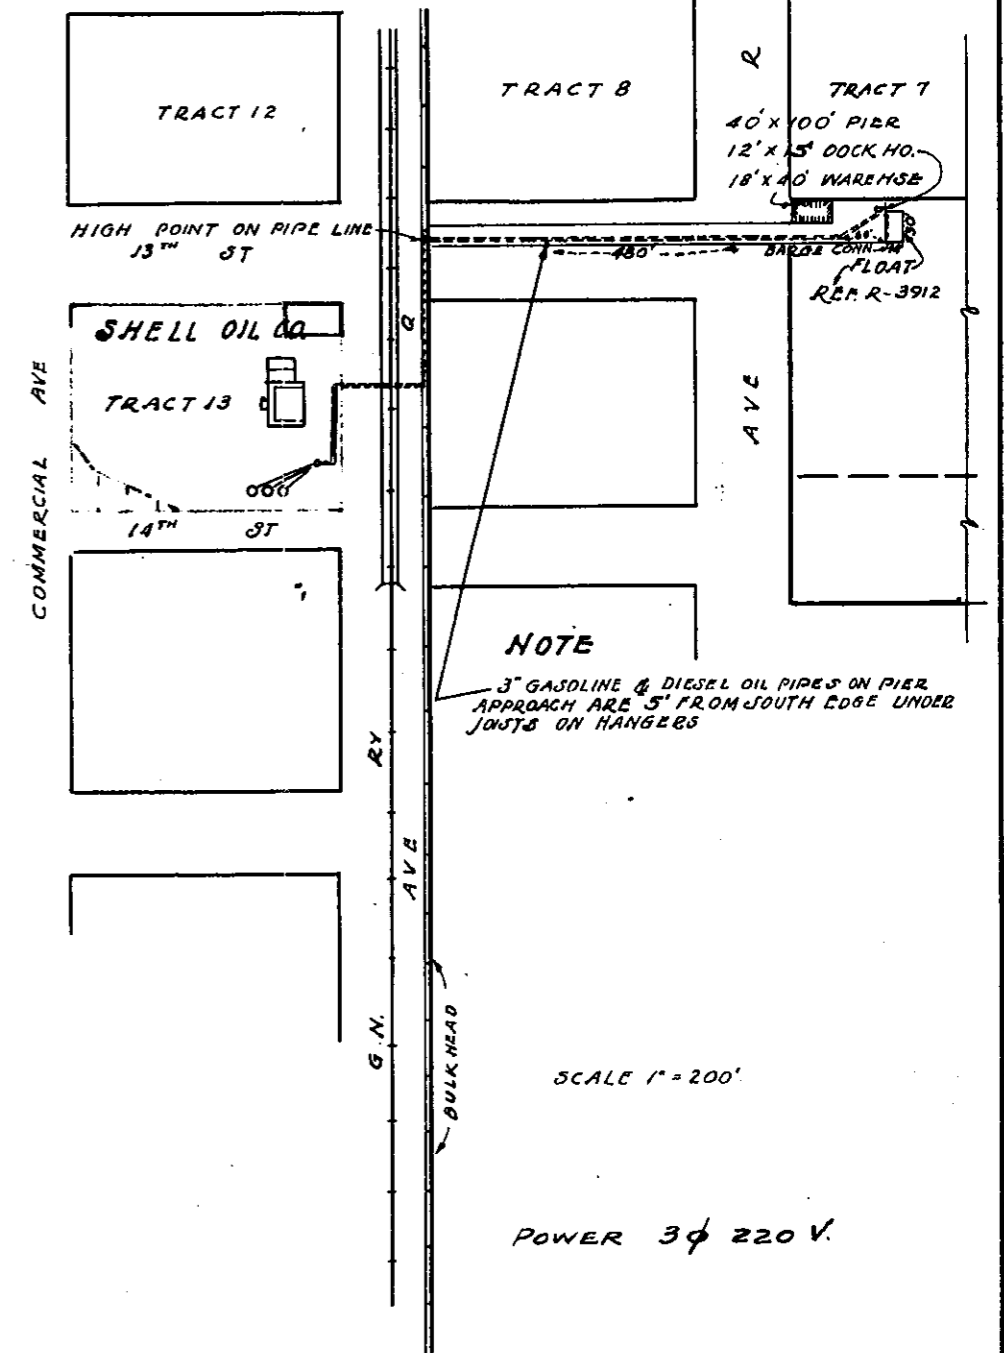 TRACT 12
TRACT 8
R
TRACT 7
40' X 100' PIER
12' X 15' DOCK HO.
18' X 40' WAREHSE
HIGH POINT ON PIPE LINE
13TH ST
480'
BARGE CONN.
FLOAT
REF. R-3912
SHELL OIL CO
Q
TRACT 13
COMMERCIAL AVE
AVE
14TH ST
NOTE
3" GASOLINE & DIESEL OIL PIPES ON PIER
APPROACH ARE 5' FROM SOUTH EDGE UNDER
JOISTS ON HANGERS
RY
AVE
G.N.
BULKHEAD
SCALE 1" = 200'
POWER 3ϕ 220 V.